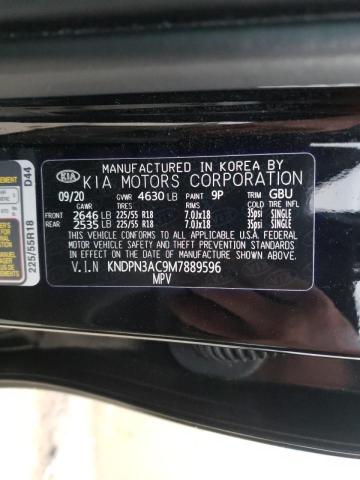 MANUFACTURED IN KOREA BY
KIA KIA MOTORS CORPORATION
09/20 GVWR 4630 LB PAINT 9P TRIM GBU
GAWR TIRES RIMS COLD
FRONT 2646 LB 225/55 R18 7.0Jx18 35psi SINGLE
REAR 2535 LB 225/55 R18 7.0Jx18 35psi SINGLE
THIS VEHICLE CONFORMS TO ALL APPLICABLE U.S.A FEDERAL
MOTOR VEHICLE SAFETY, BUMPER, AND THEFT PREVENTION
STANDARDS IN EFFECT ON THE DATE OF MANUFACTURE SHOWN ABOVE.
V.I.N KNDPN3AC9M7889596
MPV
D44
225/55R18